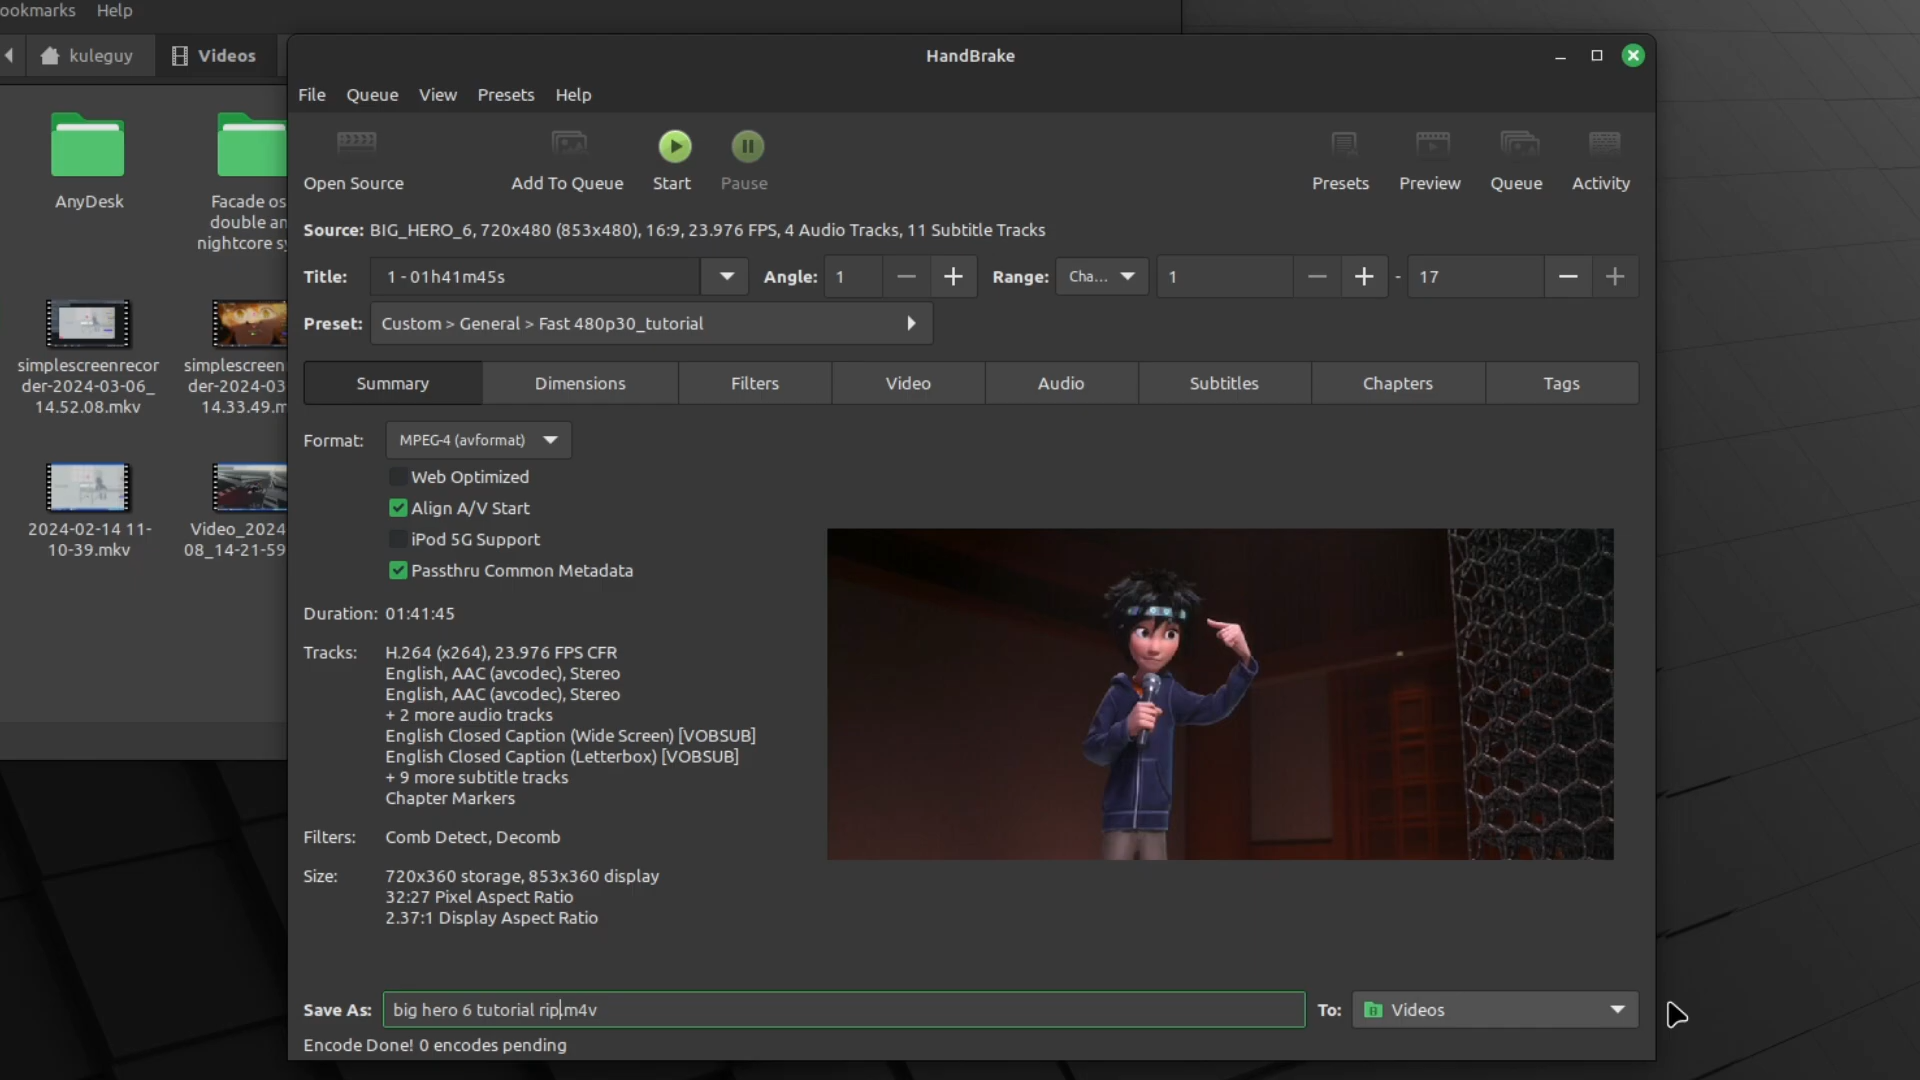 ookmarks Help
kuleguy Videos
AnyDesk
Facade os
double an
nightcore sy
simplescreenrecor
der-2024-03-06_
14.52.08.mkv
simplescreen
der-2024-03
14.33.49.m
2024-02-14 11-
10-39.mkv
Video_2024
08_14-21-59
HandBrake
File Queue View Presets Help
Open Source Add To Queue Start Pause Presets Preview Queue Activity
Source: BIG_HERO_6, 720x480 (853x480), 16:9, 23.976 FPS, 4 Audio Tracks, 11 Subtitle Tracks
Title: 1 - 01h41m45s Angle: 1 Range: Cha... 1 - 17
Preset: Custom > General > Fast 480p30_tutorial
Summary Dimensions Filters Video Audio Subtitles Chapters Tags
Format: MPEG-4 (avformat)
Web Optimized
Align A/V Start
iPod 5G Support
Passthru Common Metadata
Duration: 01:41:45
Tracks: H.264 (x264), 23.976 FPS CFR
English, AAC (avcodec), Stereo
English, AAC (avcodec), Stereo
+ 2 more audio tracks
English Closed Caption (Wide Screen) [VOBSUB]
English Closed Caption (Letterbox) [VOBSUB]
+ 9 more subtitle tracks
Chapter Markers
Filters: Comb Detect, Decomb
Size: 720x360 storage, 853x360 display
32:27 Pixel Aspect Ratio
2.37:1 Display Aspect Ratio
Save As: big hero 6 tutorial rip.m4v To: Videos
Encode Done! 0 encodes pending